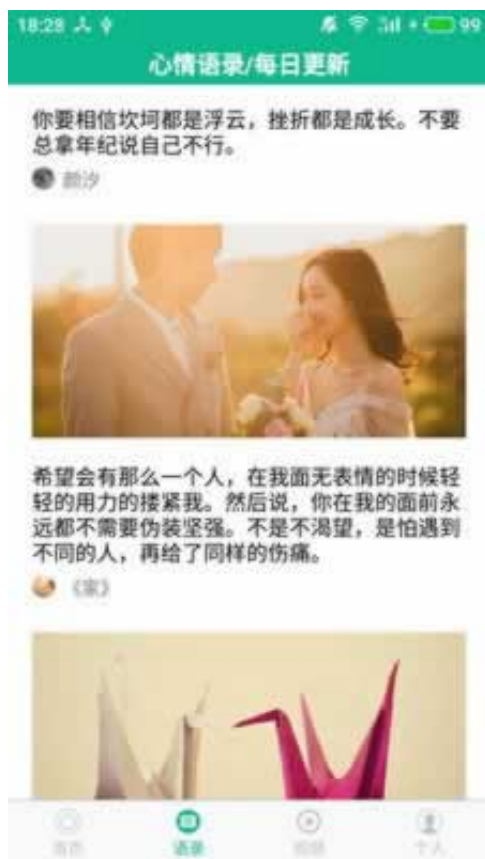 18:28
99
心情语录/每日更新
你要相信坎坷都是浮云，挫折都是成长。不要
总拿年纪说自己不行。
颜汐
希望会有那么一个人，在我面无表情的时候轻
轻的用力的搂紧我。然后说，你在我的面前永
远都不需要伪装坚强。不是不渴望，是怕遇到
不同的人，再给了同样的伤痛。
《家》
首页 语录 视频 个人